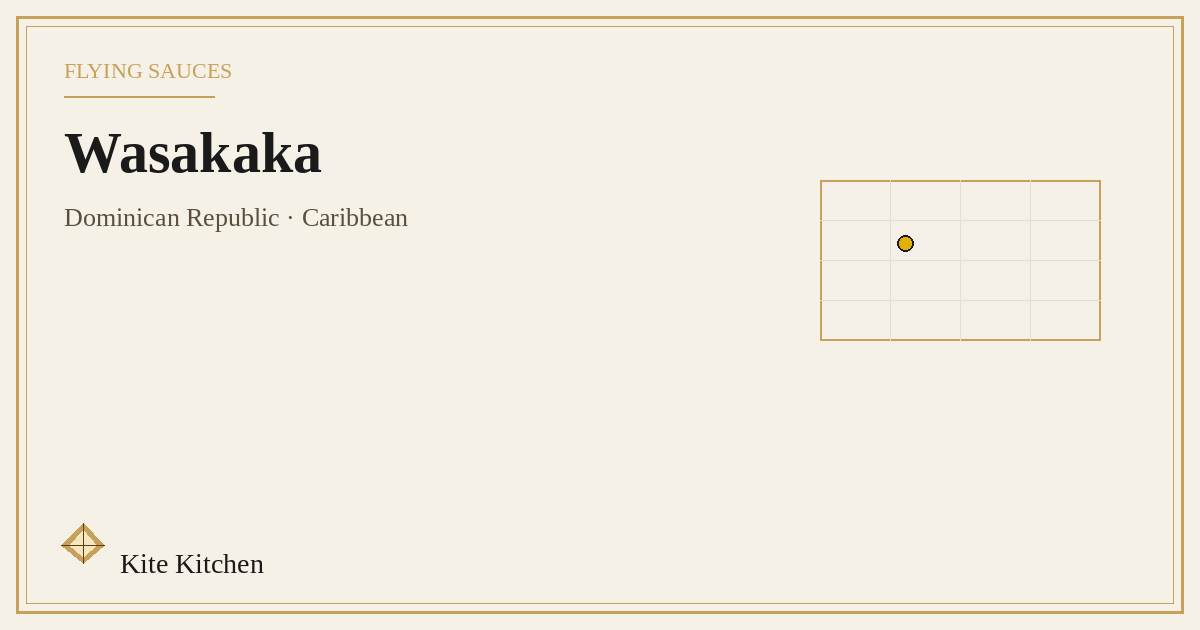 FLYING SAUCES
Wasakaka
Dominican Republic · Caribbean
Kite Kitchen